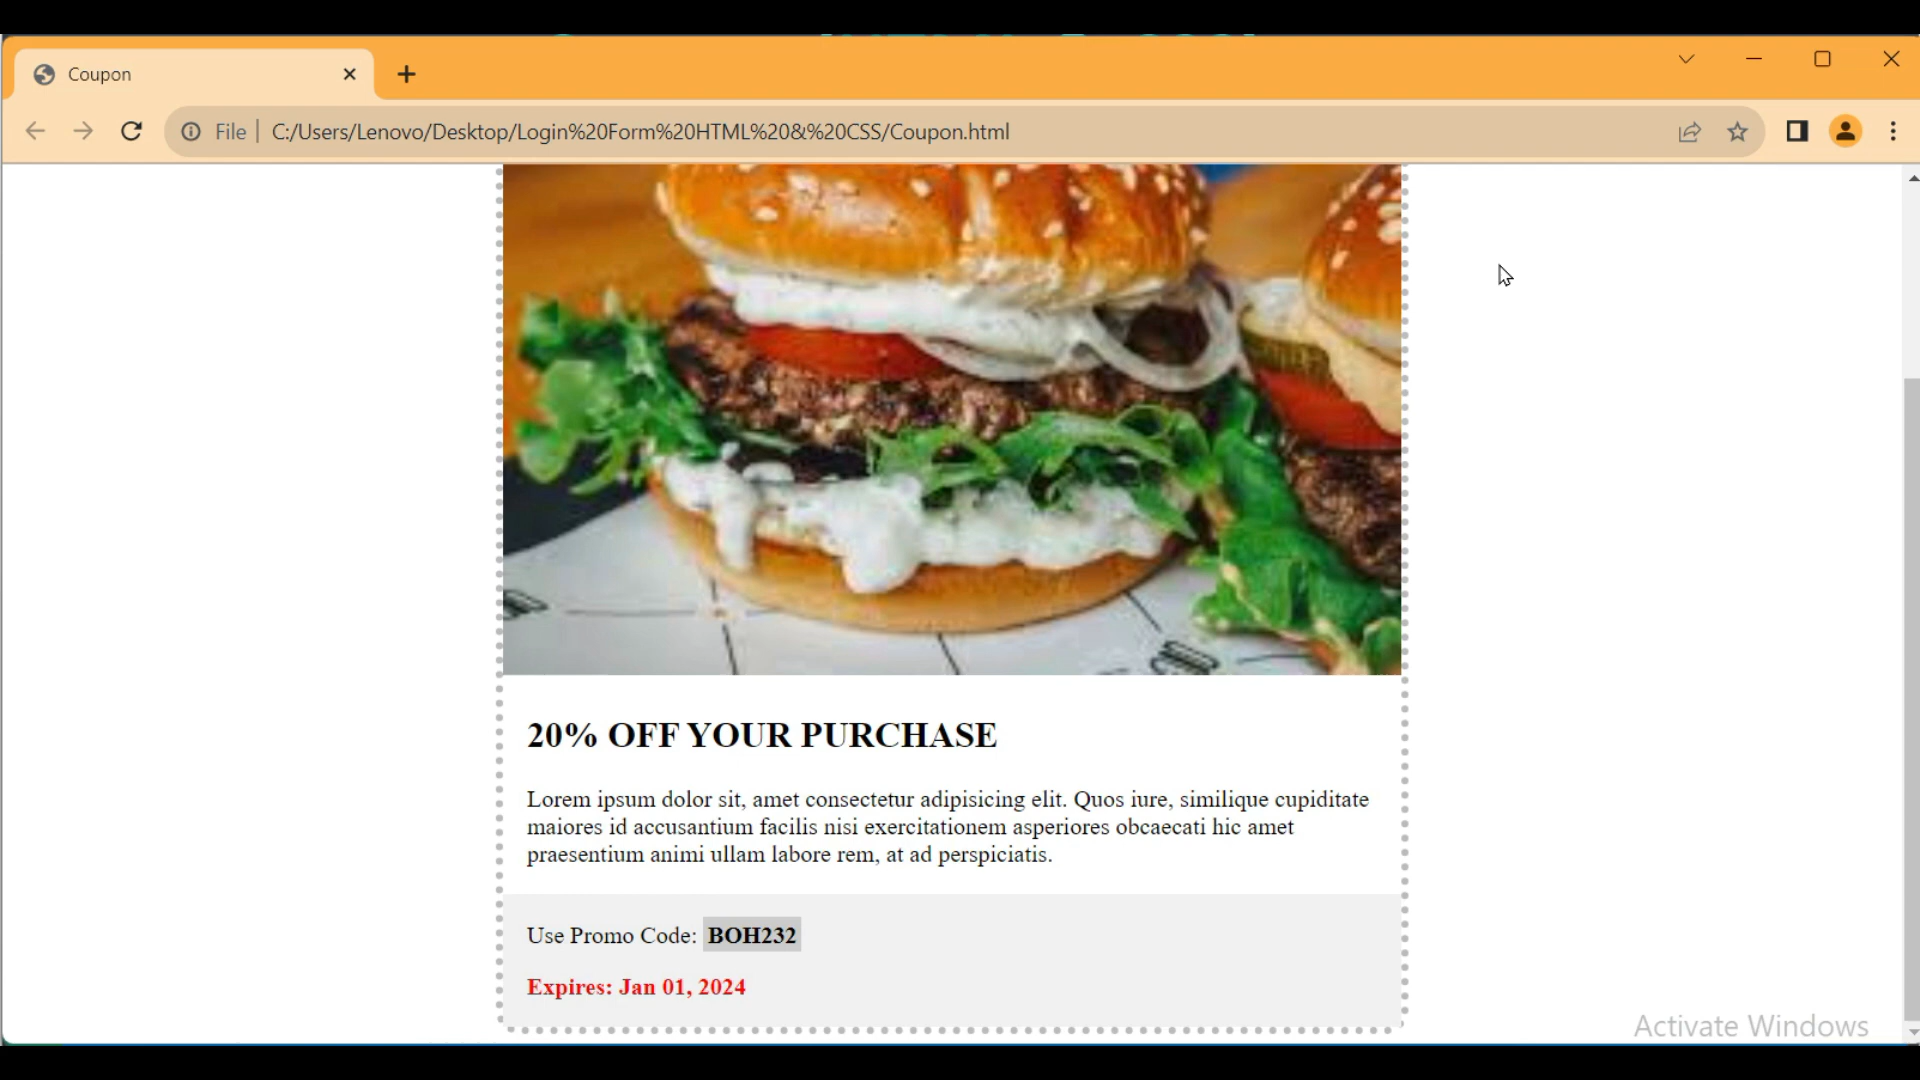 Coupon
File
C:/Users/Lenovo/Desktop/Login%20Form%20HTML%20&%20CSS/Coupon.html
20% OFF YOUR PURCHASE
Lorem ipsum dolor sit, amet consectetur adipisicing elit. Quos iure, similique cupiditate
maiores id accusantium facilis nisi exercitationem asperiores obcaecati hic amet
praesentium animi ullam labore rem, at ad perspiciatis.
Use Promo Code: BOH232
Expires: Jan 01, 2024
Activate Windows